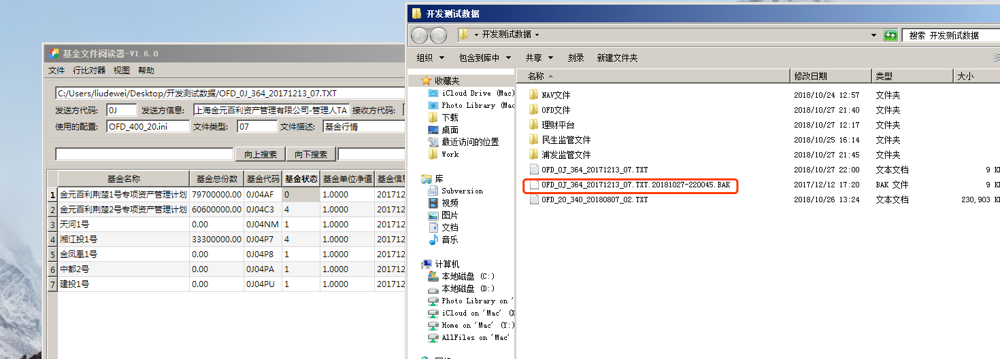 基金文件阅读器-V1.6.0
文件 行比对器 视图 帮助
C:/Users/liudewei/Desktop/开发测试数据/OFD_0J_364_20171213_07.TXT
发送方代码: 0J 发送方信息: 上海金元百利资产管理有限公司-管理人TA 接收方代码:
使用的配置: OFD_400_20.ini 文件类型: 07 文件描述: 基金行情
向上搜索 向下搜索
基金名称 基金总份数 基金代码 基金状态 基金单位净值 基金信息
1 金元百利荆楚1号专项资产管理计划 79700000.00 0J04AF 0 1.0000 201712
2 金元百利荆楚2号专项资产管理计划 60600000.00 0J04C3 4 1.0000 201712
3 天河1号 0.00 0J04NM 1 1.0000 201712
4 湘江投1号 33300000.00 0J04P7 4 1.0000 201712
5 金凤凰1号 0.00 0J04P8 1 1.0000 201712
6 中都2号 0.00 0J04PA 1 1.0000 201712
7 建投1号 0.00 0J04PU 1 1.0000 201712
开发测试数据
开发测试数据
搜索 开发测试数据
组织 包含到库中 共享 刻录 新建文件夹
收藏夹
iCloud Drive (Mac)
Photo Library (Mac
下载
桌面
最近访问的位置
Work
库
Subversion
视频
图片
文档
音乐
计算机
本地磁盘 (C:)
本地磁盘 (D:)
Photo Library on '
iCloud on 'Mac' (X
Home on 'Mac' (Y:)
AllFiles on 'Mac'
名称 修改日期 类型 大小
NAV文件 2018/10/24 12:57 文件夹
OFD文件 2018/10/27 21:40 文件夹
理财平台 2018/10/27 12:17 文件夹
民生监管文件 2018/10/25 16:14 文件夹
浦发监管文件 2018/10/27 21:45 文件夹
OFD_0J_364_20171213_07.TXT 2018/10/27 22:00 文本文档 9 K
OFD_0J_364_20171213_07.TXT.20181027-220045.BAK 2017/12/12 17:20 BAK 文件 9 K
OFD_20_340_20180807_02.TXT 2018/10/26 13:24 文本文档 230,903 K